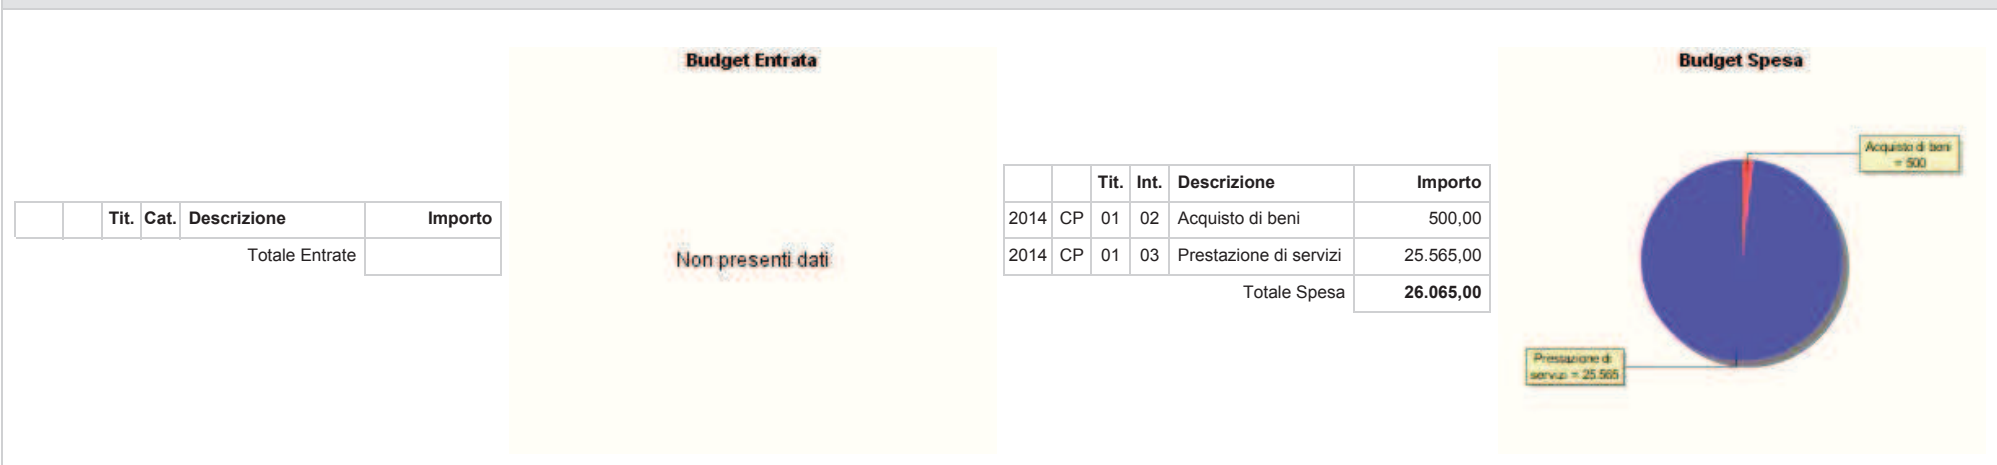 Budget Entrata
Tit. Cat. Descrizione Importo
Totale Entrate
Non presenti dati
Tit. Int. Descrizione Importo
2014 CP 01 02 Acquisto di beni 500,00
2014 CP 01 03 Prestazione di servizi 25.565,00
Totale Spesa 26.065,00
Budget Spesa
Acquisto di beni
= 500
Prestazione di
servizi = 25.565